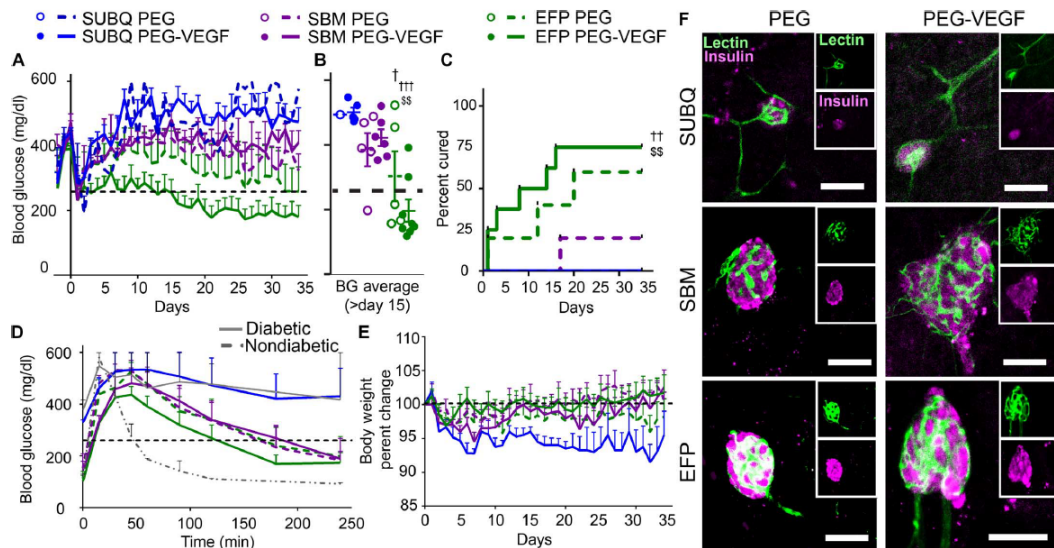 SUBQ PEG SBM PEG EFP PEG
SUBQ PEG-VEGF SBM PEG-VEGF EFP PEG-VEGF
A
Blood glucose (mg/dl)
600
400
200
0
0 5 10 15 20 25 30 35
Days
B
†
†††
$$
BG average
(>day 15)
C
Percent cured
100
75
50
25
0
††
$$
0 5 10 15 20 25 30 35
Days
D
Blood glucose (mg/dl)
600
400
200
0
Diabetic
Nondiabetic
0 50 100 150 200 250
Time (min)
E
Body weight
perent change
105
100
95
90
85
0 5 10 15 20 25 30 35
Days
F
PEG PEG-VEGF
SUBQ
Lectin
Insulin
Lectin
Insulin
SBM
EFP